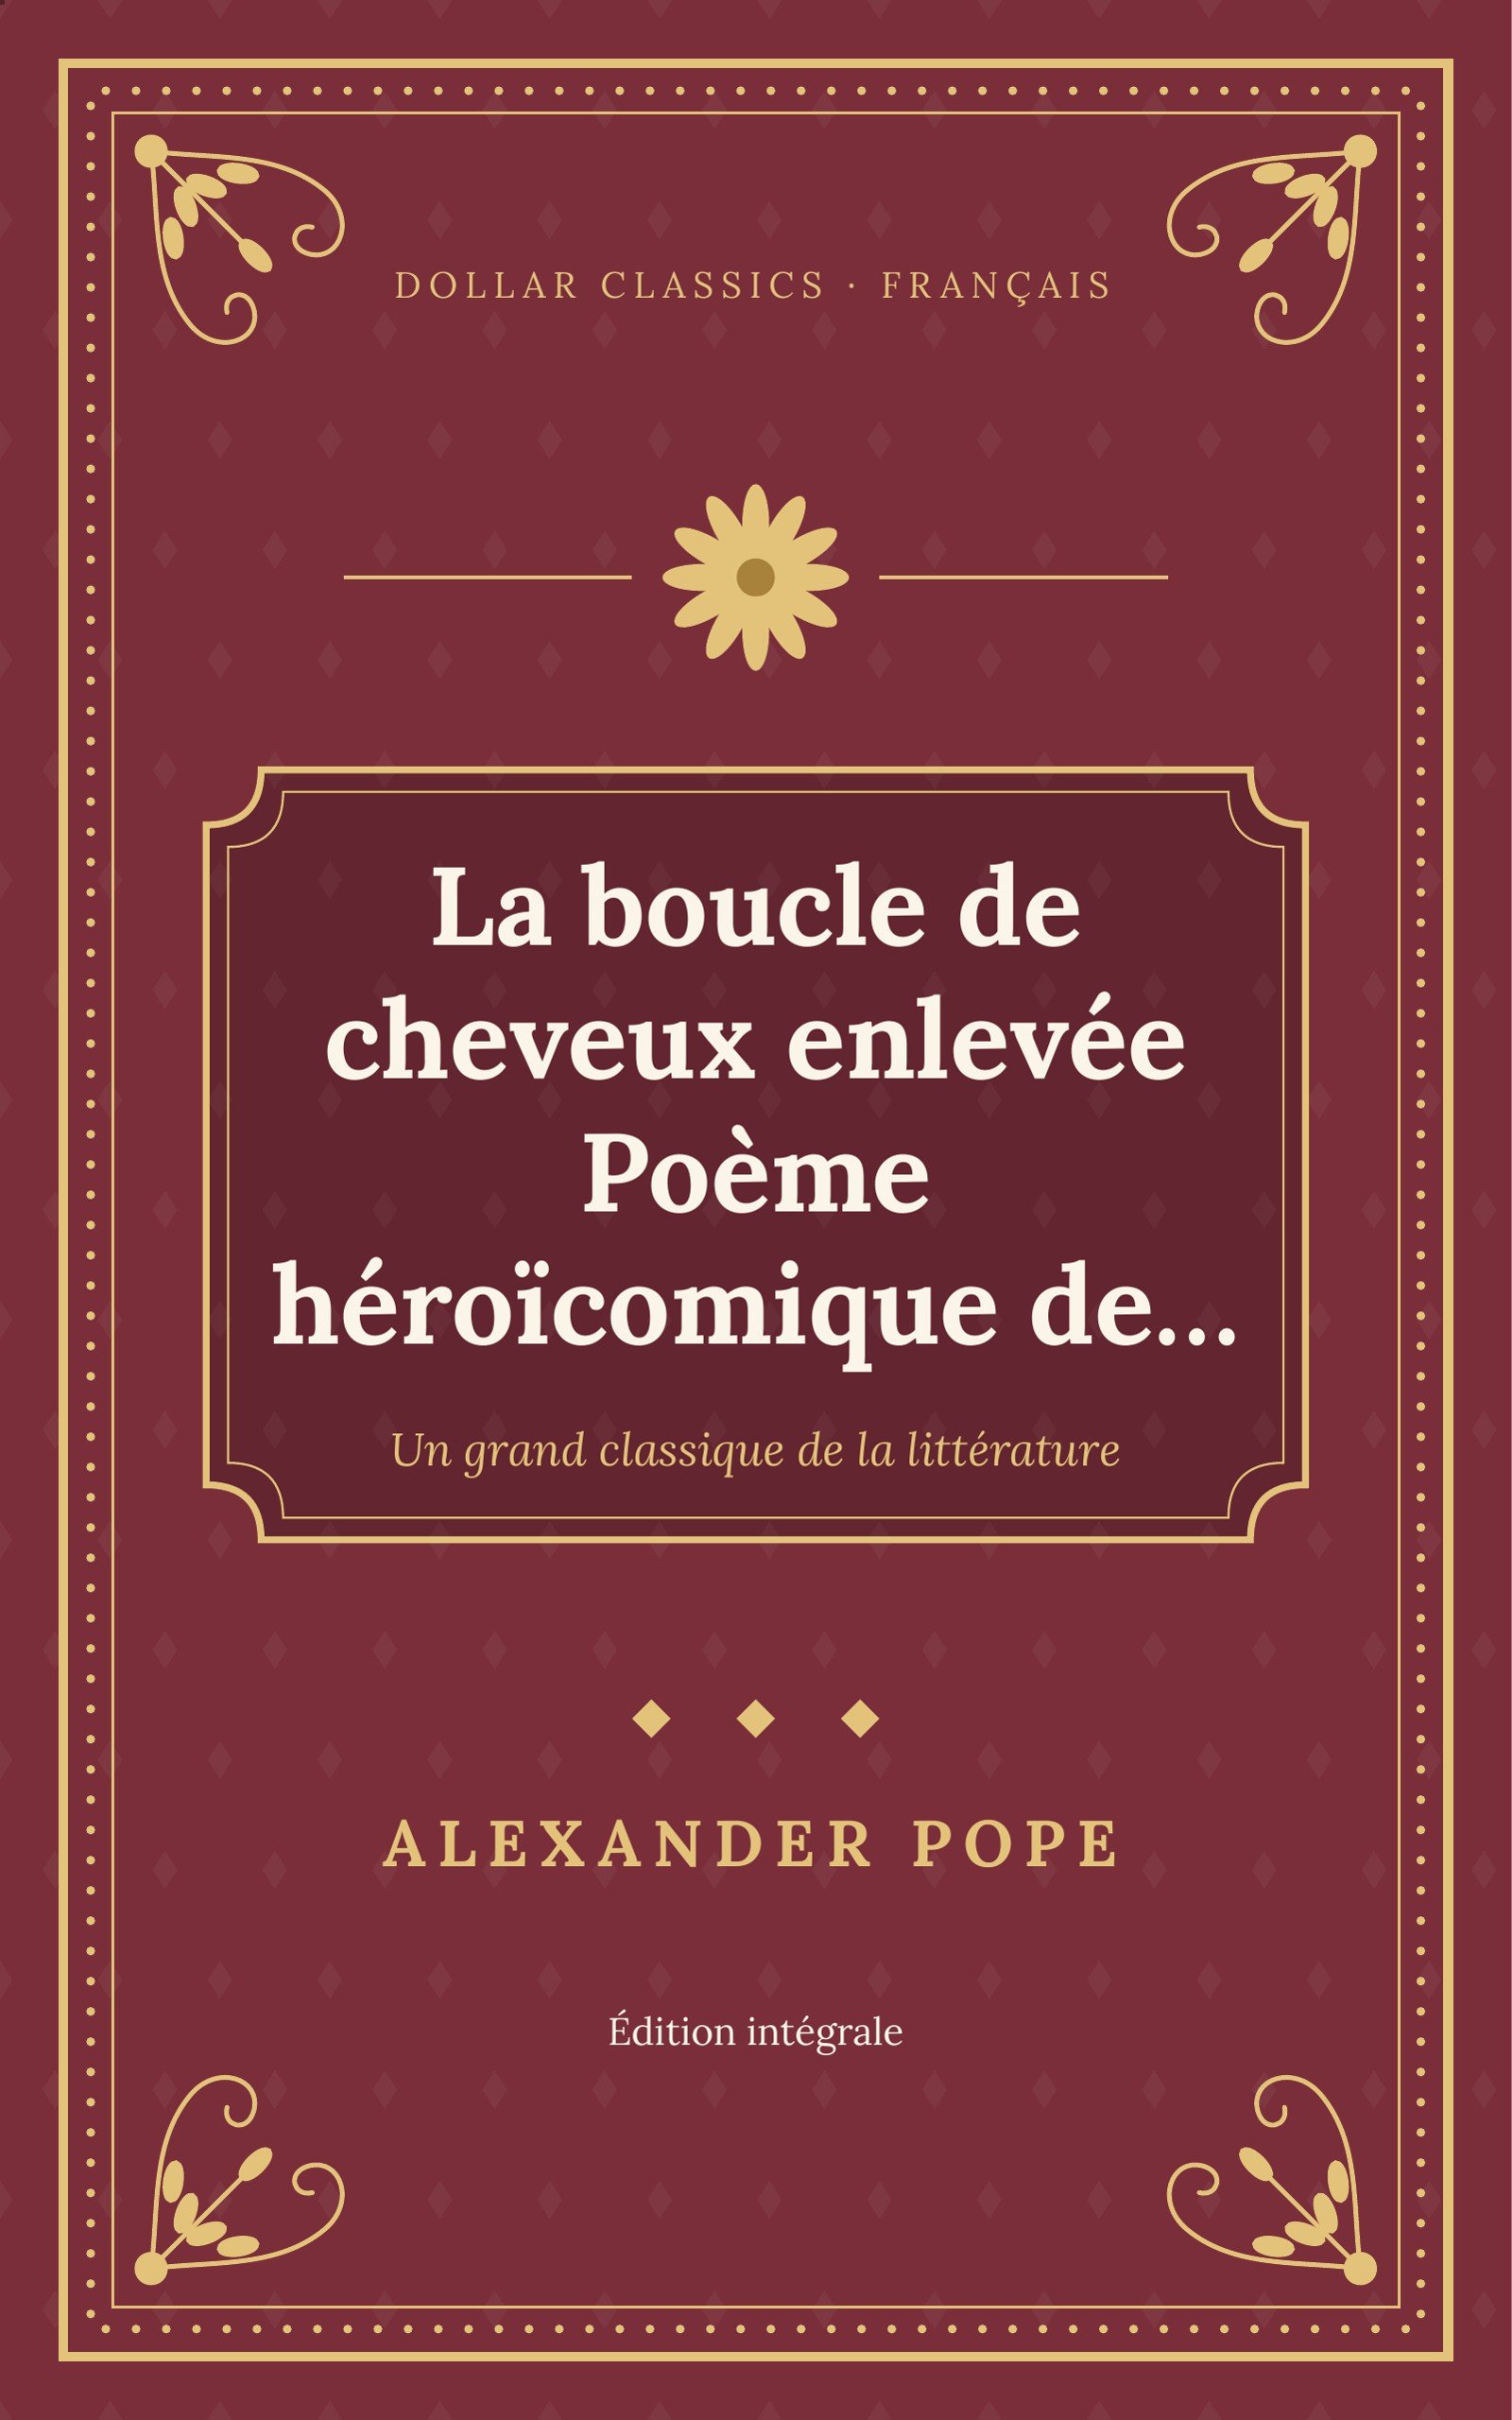 DOLLAR CLASSICS · FRANÇAIS
La boucle de
cheveux enlevée
Poème
héroïcomique de...
Un grand classique de la littérature
ALEXANDER POPE
Édition intégrale